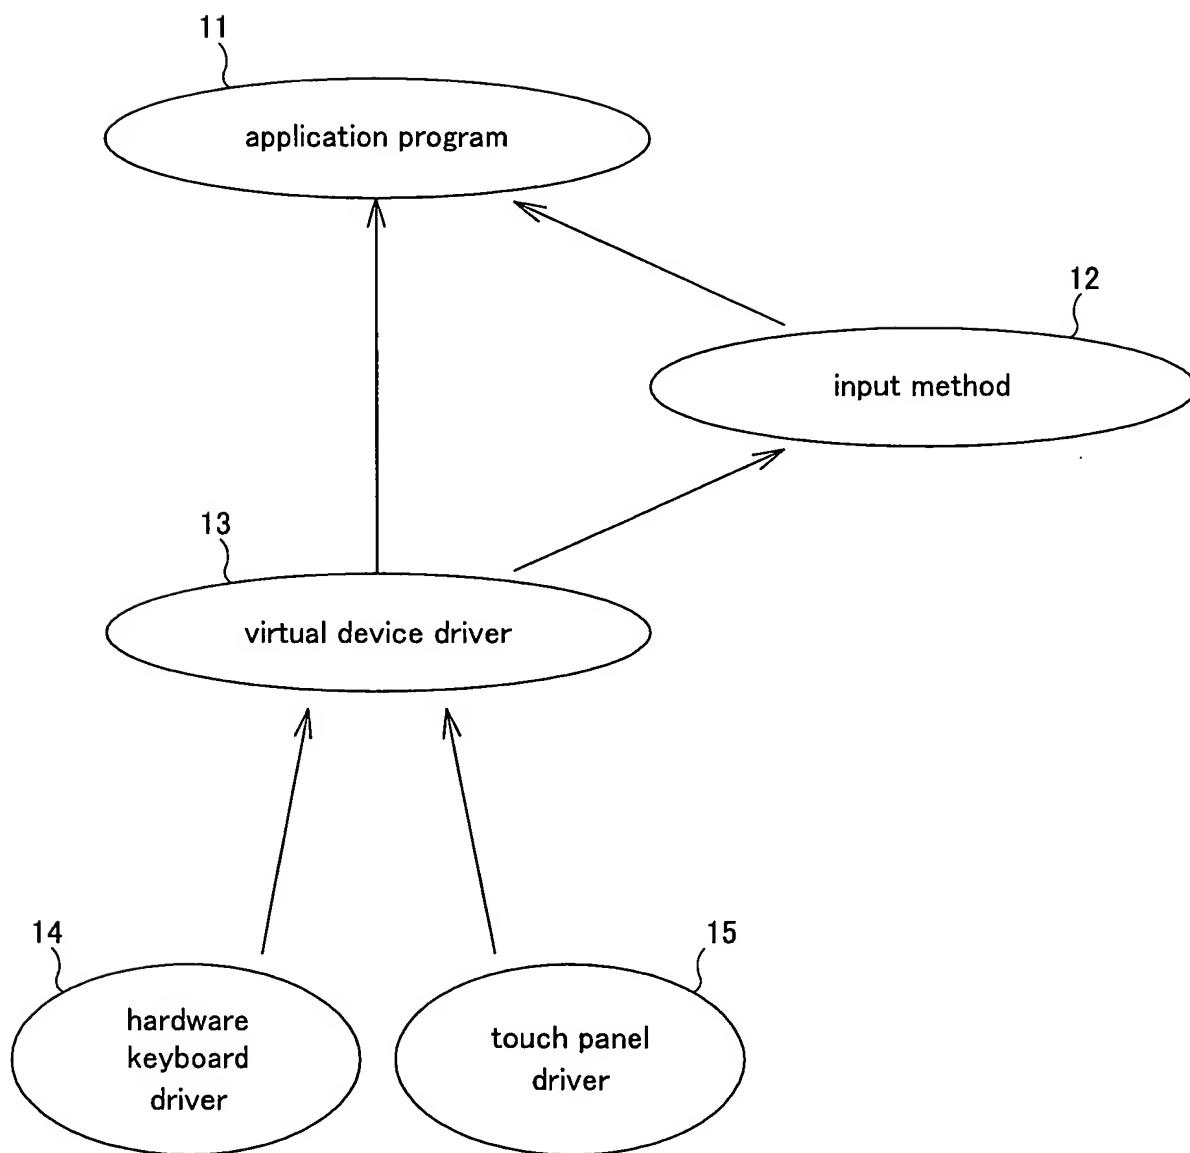 11
application program
12
input method
13
virtual device driver
14
hardware
keyboard
driver
15
touch panel
driver